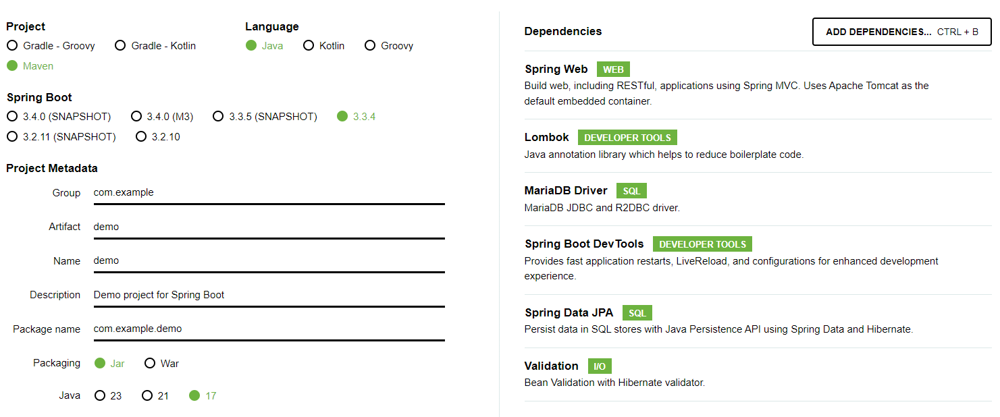 Project
Gradle - Groovy Gradle - Kotlin
Maven
Language
Java Kotlin Groovy
Spring Boot
3.4.0 (SNAPSHOT) 3.4.0 (M3) 3.3.5 (SNAPSHOT) 3.3.4
3.2.11 (SNAPSHOT) 3.2.10
Project Metadata
Group com.example
Artifact demo
Name demo
Description Demo project for Spring Boot
Package name com.example.demo
Packaging Jar War
Java 23 21 17
Dependencies ADD DEPENDENCIES... CTRL + B
Spring Web WEB
Build web, including RESTful, applications using Spring MVC. Uses Apache Tomcat as the
default embedded container.
Lombok DEVELOPER TOOLS
Java annotation library which helps to reduce boilerplate code.
MariaDB Driver SQL
MariaDB JDBC and R2DBC driver.
Spring Boot DevTools DEVELOPER TOOLS
Provides fast application restarts, LiveReload, and configurations for enhanced development
experience.
Spring Data JPA SQL
Persist data in SQL stores with Java Persistence API using Spring Data and Hibernate.
Validation I/O
Bean Validation with Hibernate validator.